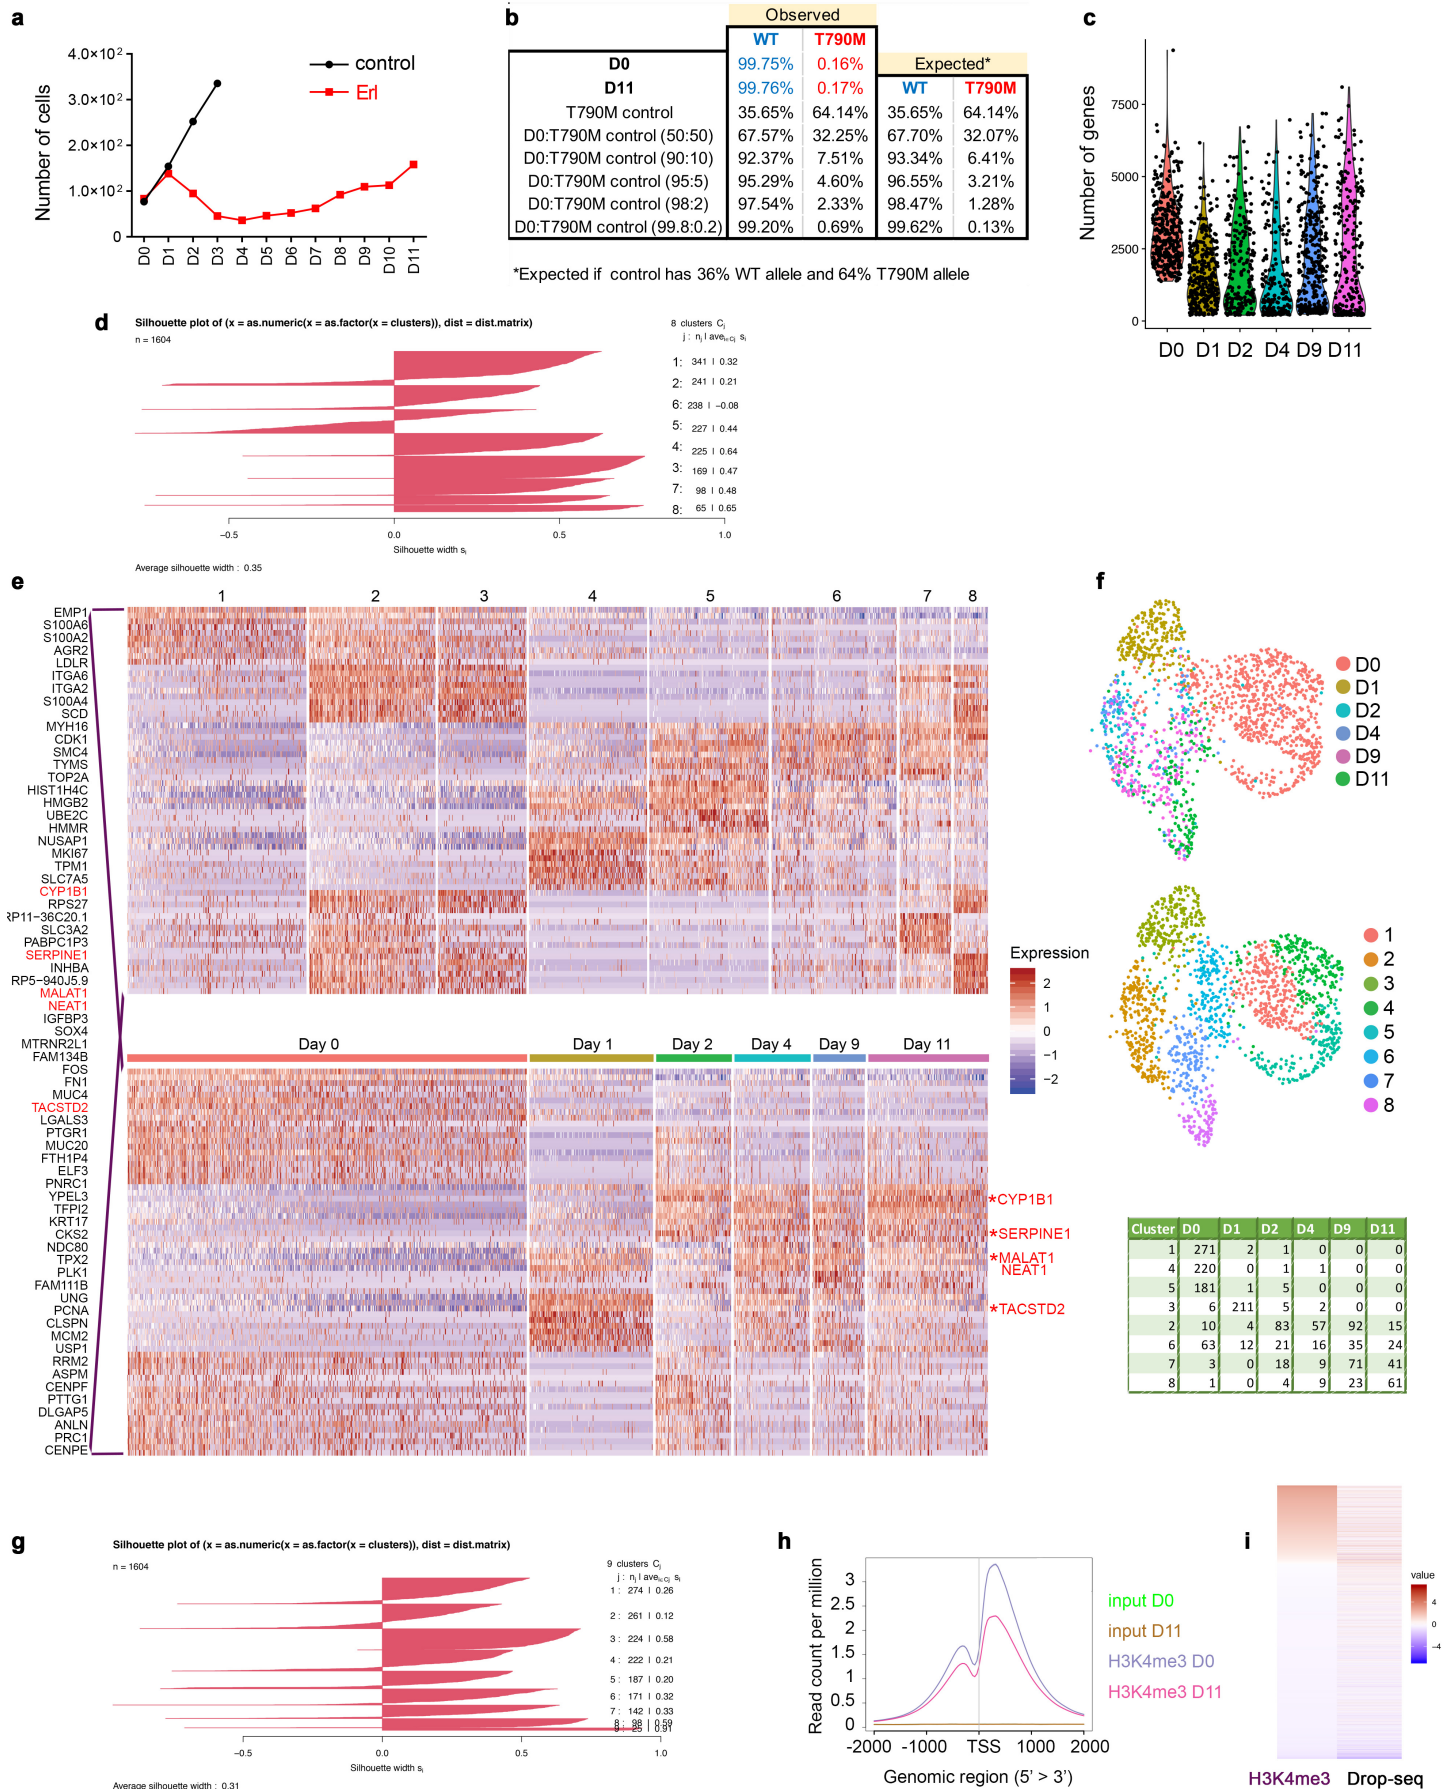 a
4.0×10²
3.0×10²
2.0×10²
1.0×10²
0
Number of cells
control
Erl
D0 D1 D2 D3 D4 D5 D6 D7 D8 D9 D10 D11
b
Observed
WT T790M
D0 99.75% 0.16% Expected*
D11 99.76% 0.17% WT T790M
T790M control 35.65% 64.14% 35.65% 64.14%
D0:T790M control (50:50) 67.57% 32.25% 67.70% 32.07%
D0:T790M control (90:10) 92.37% 7.51% 93.34% 6.41%
D0:T790M control (95:5) 95.29% 4.60% 96.55% 3.21%
D0:T790M control (98:2) 97.54% 2.33% 98.47% 1.28%
D0:T790M control (99.8:0.2) 99.20% 0.69% 99.62% 0.13%
*Expected if control has 36% WT allele and 64% T790M allele
c
Number of genes
7500
5000
2500
0
D0 D1 D2 D4 D9 D11
d
Silhouette plot of (x = as.numeric(x = as.factor(x = clusters)), dist = dist.matrix)
n = 1604
8 clusters Cj
j : nj | avei∈Cj si
1: 341 | 0.32
2: 241 | 0.21
6: 238 | −0.08
5: 227 | 0.44
4: 225 | 0.64
3: 169 | 0.47
7: 98 | 0.48
8: 65 | 0.65
−0.5 0.0 0.5 1.0
Silhouette width si
Average silhouette width : 0.35
e
1 2 3 4 5 6 7 8
EMP1
S100A6
S100A2
AGR2
LDLR
ITGA6
ITGA2
S100A4
SCD
MYH16
CDK1
SMC4
TYMS
TOP2A
HIST1H4C
HMGB2
UBE2C
HMMR
NUSAP1
MKI67
TPM1
SLC7A5
CYP1B1
RPS27
RP11−36C20.1
SLC3A2
PABPC1P3
SERPINE1
INHBA
RP5−940J5.9
MALAT1
NEAT1
IGFBP3
SOX4
MTRNR2L1
FAM134B
FOS
FN1
MUC4
TACSTD2
LGALS3
PTGR1
MUC20
FTH1P4
ELF3
PNRC1
YPEL3
TFPI2
KRT17
CKS2
NDC80
TPX2
PLK1
FAM111B
UNG
PCNA
CLSPN
MCM2
USP1
RRM2
ASPM
CENPF
PTTG1
DLGAP5
ANLN
PRC1
CENPE
Day 0 Day 1 Day 2 Day 4 Day 9 Day 11
*CYP1B1
*SERPINE1
*MALAT1
NEAT1
*TACSTD2
Expression
2
1
0
−1
−2
f
D0
D1
D2
D4
D9
D11
1
2
3
4
5
6
7
8
Cluster D0 D1 D2 D4 D9 D11
1 271 2 1 0 0 0
4 220 0 1 1 0 0
5 181 1 5 0 0 0
3 6 211 5 2 0 0
2 10 4 83 57 92 15
6 63 12 21 16 35 24
7 3 0 18 9 71 41
8 1 0 4 9 23 61
g
Silhouette plot of (x = as.numeric(x = as.factor(x = clusters)), dist = dist.matrix)
n = 1604
9 clusters Cj
j : nj | avei∈Cj si
1 : 274 | 0.26
2 : 261 | 0.12
3 : 224 | 0.58
4 : 222 | 0.21
5 : 187 | 0.20
6 : 171 | 0.32
7 : 142 | 0.33
8 : 98 | 0.59
9 : 25 | 0.91
−0.5 0.0 0.5 1.0
Silhouette width si
Average silhouette width : 0.31
h
Read count per million
3
2.5
2
1.5
1
0.5
0
-2000 -1000 TSS 1000 2000
Genomic region (5' > 3')
input D0
input D11
H3K4me3 D0
H3K4me3 D11
i
value
4
0
−4
H3K4me3 Drop-seq